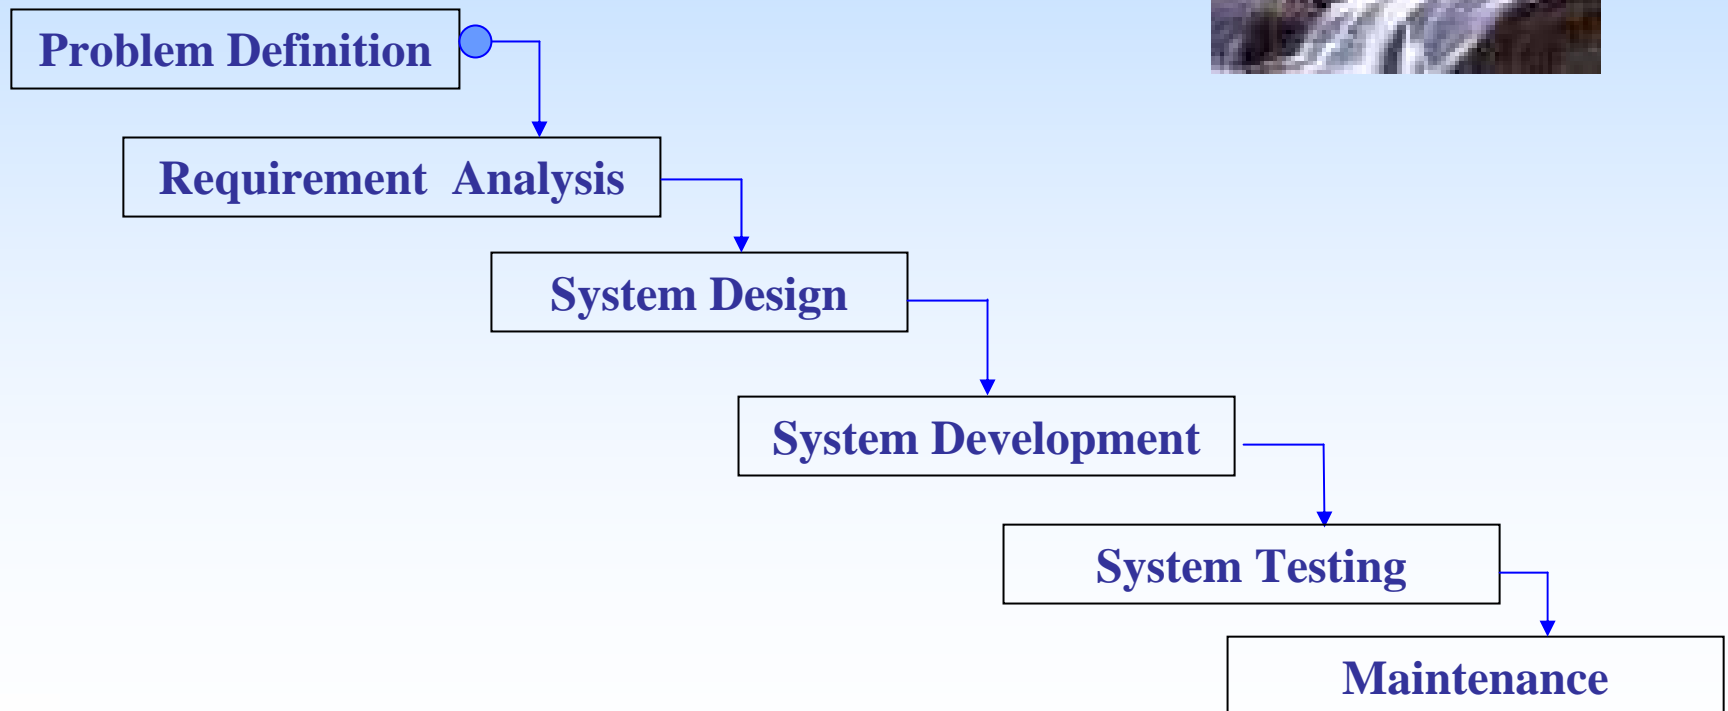 Problem Definition
Requirement Analysis
System Design
System Development
System Testing
Maintenance